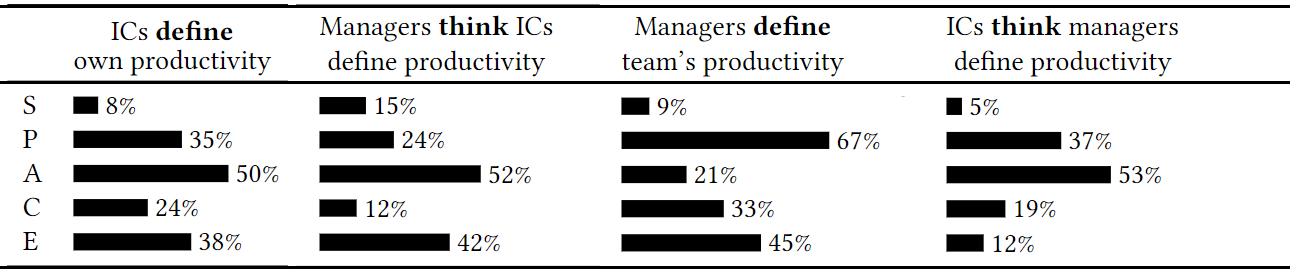 ICs define Managers think ICs Managers define ICs think managers
own productivity define productivity team's productivity define productivity
S 8% 15% 9% 5%
P 35% 24% 67% 37%
A 50% 52% 21% 53%
C 24% 12% 33% 19%
E 38% 42% 45% 12%